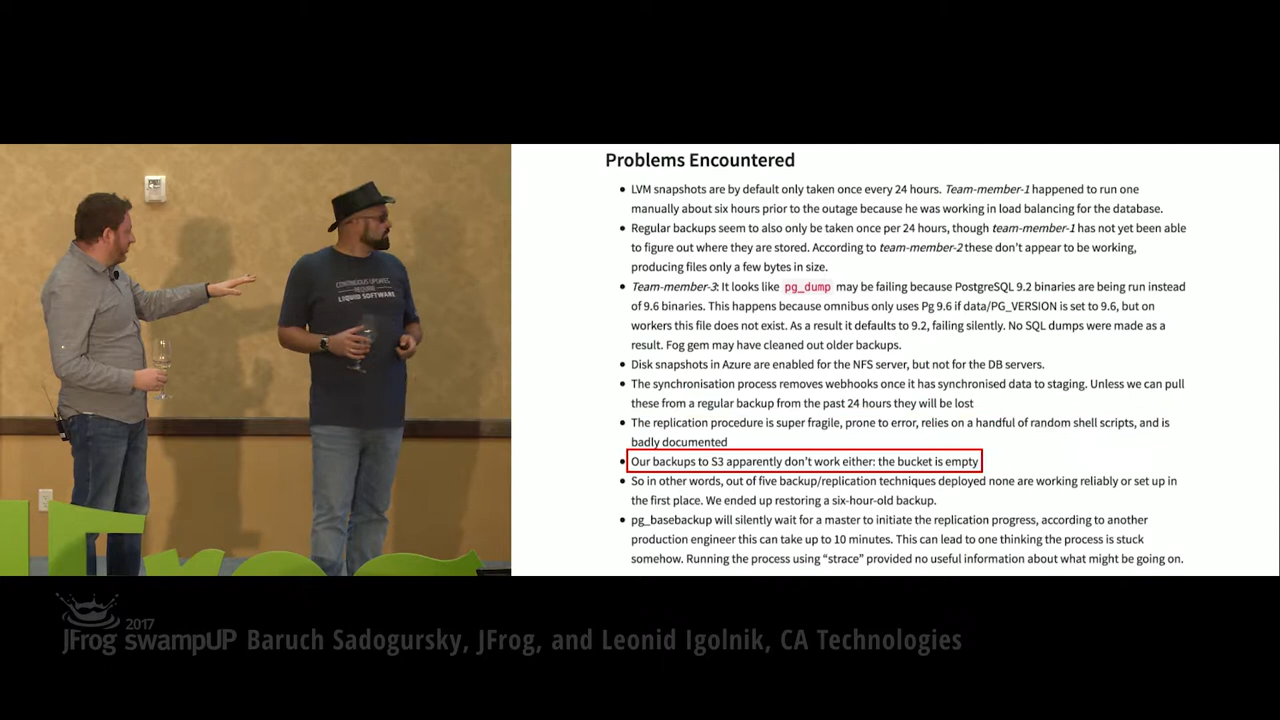 Problems Encountered
• LVM snapshots are by default only taken once every 24 hours. Team-member-1 happened to run one
manually about six hours prior to the outage because he was working in load balancing for the database.
• Regular backups seem to also only be taken once per 24 hours, though team-member-1 has not yet been able
to figure out where they are stored. According to team-member-2 these don't appear to be working,
producing files only a few bytes in size.
• Team-member-3: It looks like pg_dump may be failing because PostgreSQL 9.2 binaries are being run instead
of 9.6 binaries. This happens because omnibus only uses Pg 9.6 if data/PG_VERSION is set to 9.6, but on
workers this file does not exist. As a result it defaults to 9.2, failing silently. No SQL dumps were made as a
result. Fog gem may have cleaned out older backups.
• Disk snapshots in Azure are enabled for the NFS server, but not for the DB servers.
• The synchronisation process removes webhooks once it has synchronised data to staging. Unless we can pull
these from a regular backup from the past 24 hours they will be lost
• The replication procedure is super fragile, prone to error, relies on a handful of random shell scripts, and is
badly documented
• Our backups to S3 apparently don't work either: the bucket is empty
• So in other words, out of five backup/replication techniques deployed none are working reliably or set up in
the first place. We ended up restoring a six-hour-old backup.
• pg_basebackup will silently wait for a master to initiate the replication progress, according to another
production engineer this can take up to 10 minutes. This can lead to one thinking the process is stuck
somehow. Running the process using “strace” provided no useful information about what might be going on.
CONTINUOUS UPDATES
REQUIRE
LIQUID SOFTWARE
JFrog swampUP 2017
Baruch Sadogursky, JFrog, and Leonid Igolnik, CA Technologies